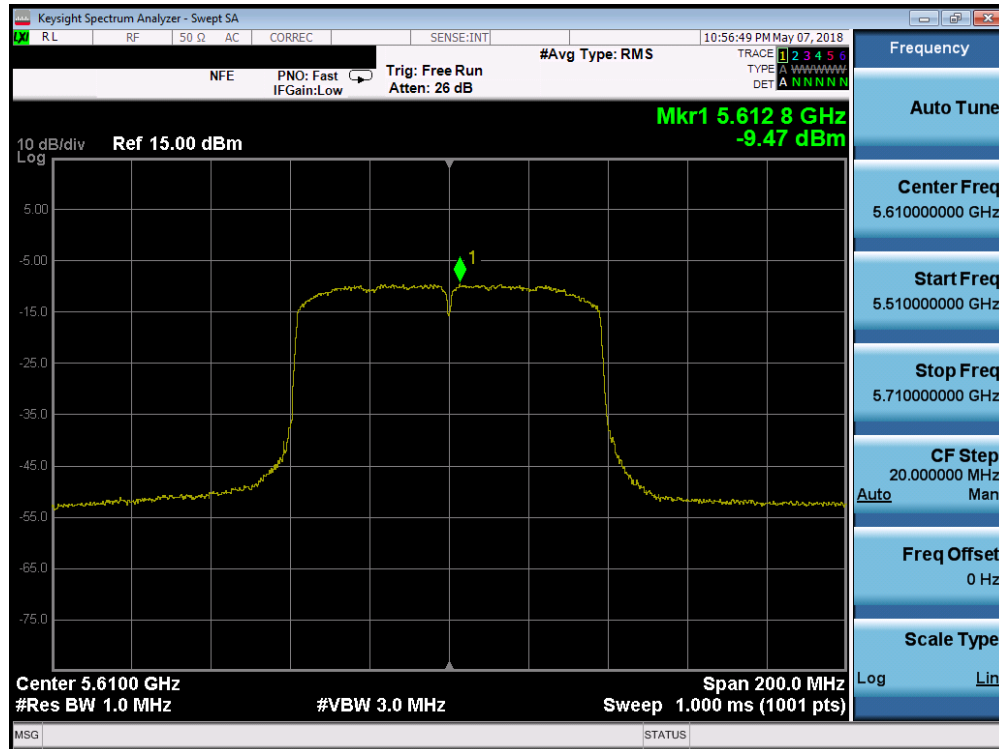 Keysight Spectrum Analyzer - Swept SA
LXI RL RF 50 Ω AC CORREC SENSE:INT 10:56:49 PM May 07, 2018
#Avg Type: RMS TRACE 1 2 3 4 5 6
NFE PNO: Fast Trig: Free Run TYPE A WWWWW
IFGain:Low Atten: 26 dB DET A N N N N N
Mkr1 5.612 8 GHz
-9.47 dBm
10 dB/div Ref 15.00 dBm
Log
1
5.00
-5.00
-15.0
-25.0
-35.0
-45.0
-55.0
-65.0
-75.0
Center 5.6100 GHz Span 200.0 MHz
#Res BW 1.0 MHz #VBW 3.0 MHz Sweep 1.000 ms (1001 pts)
MSG STATUS
Frequency
Auto Tune
Center Freq
5.610000000 GHz
Start Freq
5.510000000 GHz
Stop Freq
5.710000000 GHz
CF Step
20.000000 MHz
Auto Man
Freq Offset
0 Hz
Scale Type
Log Lin